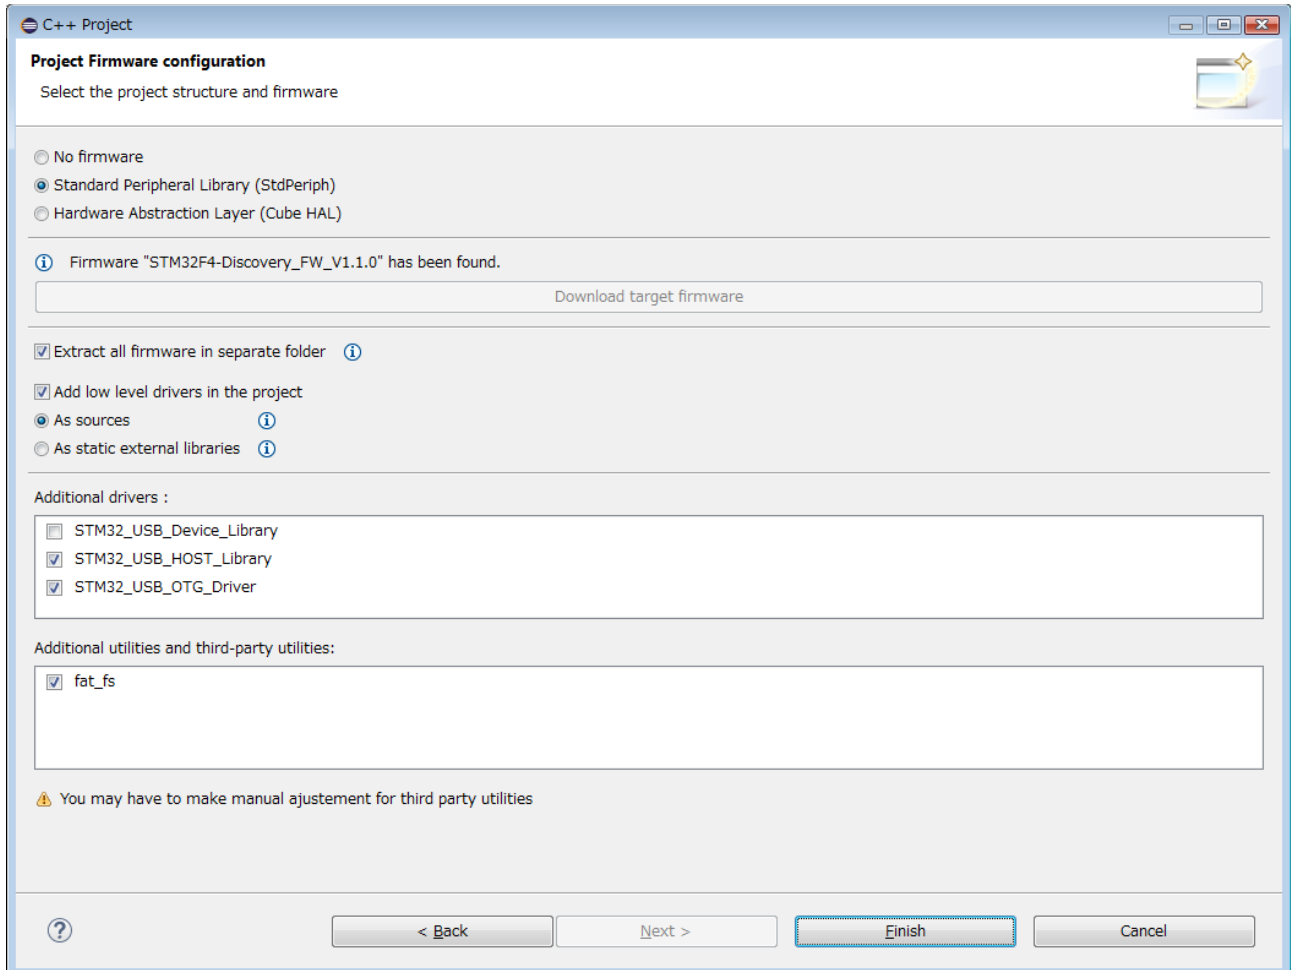 C++ Project
Project Firmware configuration
Select the project structure and firmware
No firmware
Standard Peripheral Library (StdPeriph)
Hardware Abstraction Layer (Cube HAL)
Firmware "STM32F4-Discovery_FW_V1.1.0" has been found.
Download target firmware
Extract all firmware in separate folder
Add low level drivers in the project
As sources
As static external libraries
Additional drivers :
STM32_USB_Device_Library
STM32_USB_HOST_Library
STM32_USB_OTG_Driver
Additional utilities and third-party utilities:
fat_fs
You may have to make manual ajustement for third party utilities
< Back Next > Finish Cancel